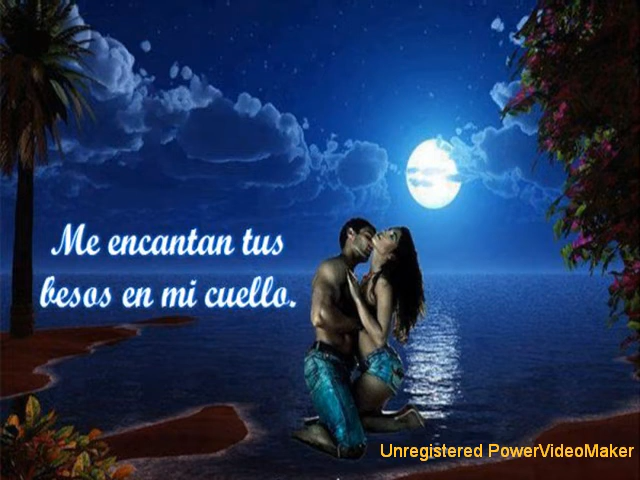 Me encantan tus
besos en mi cuello.
Unregistered PowerVideoMaker